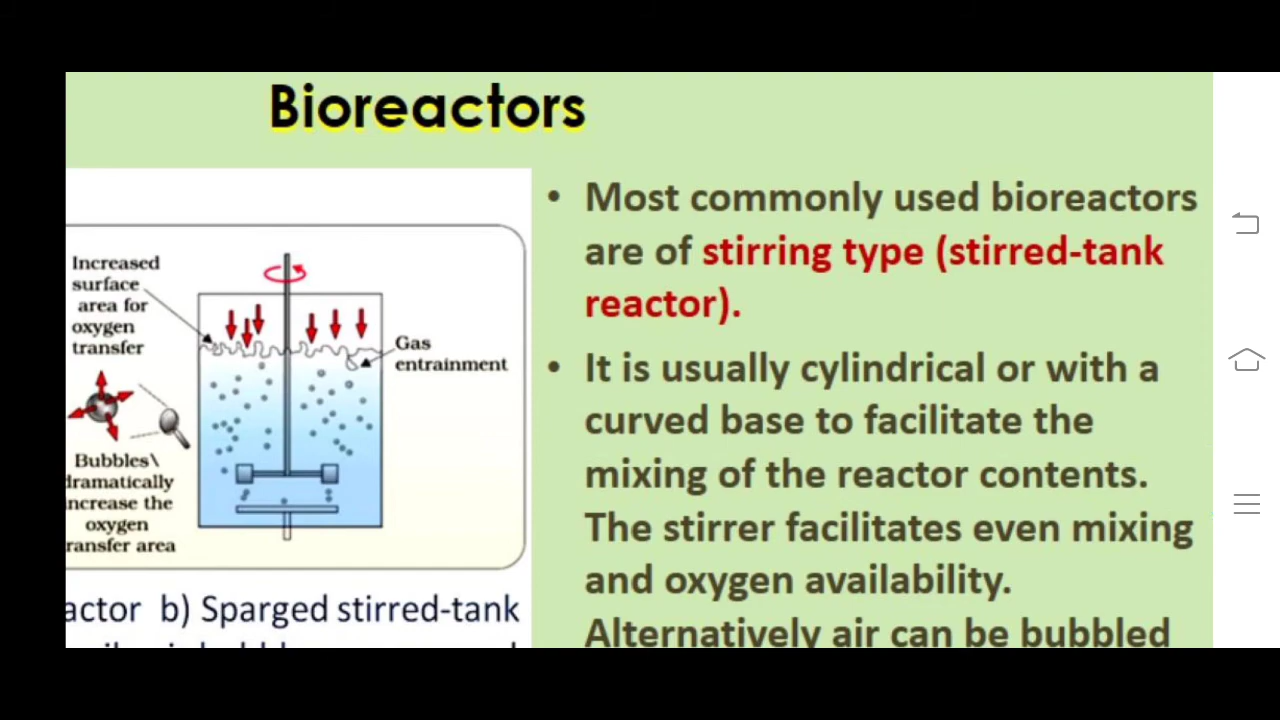 Bioreactors
Increased
surface
area for
oxygen
transfer
Gas
entrainment
Bubbles\
dramatically
increase the
oxygen
transfer area
actor b) Sparged stirred-tank
• Most commonly used bioreactors
are of stirring type (stirred-tank
reactor).
• It is usually cylindrical or with a
curved base to facilitate the
mixing of the reactor contents.
The stirrer facilitates even mixing
and oxygen availability.
Alternatively air can be bubbled